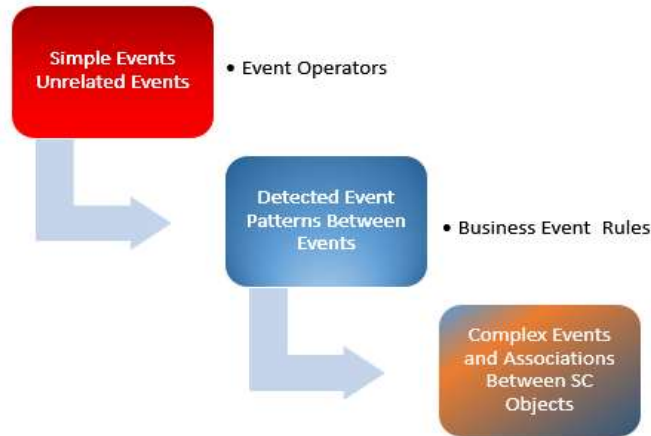 Simple Events
Unrelated Events
• Event Operators
Detected Event
Patterns Between
Events
• Business Event Rules
Complex Events
and Associations
Between SC
Objects